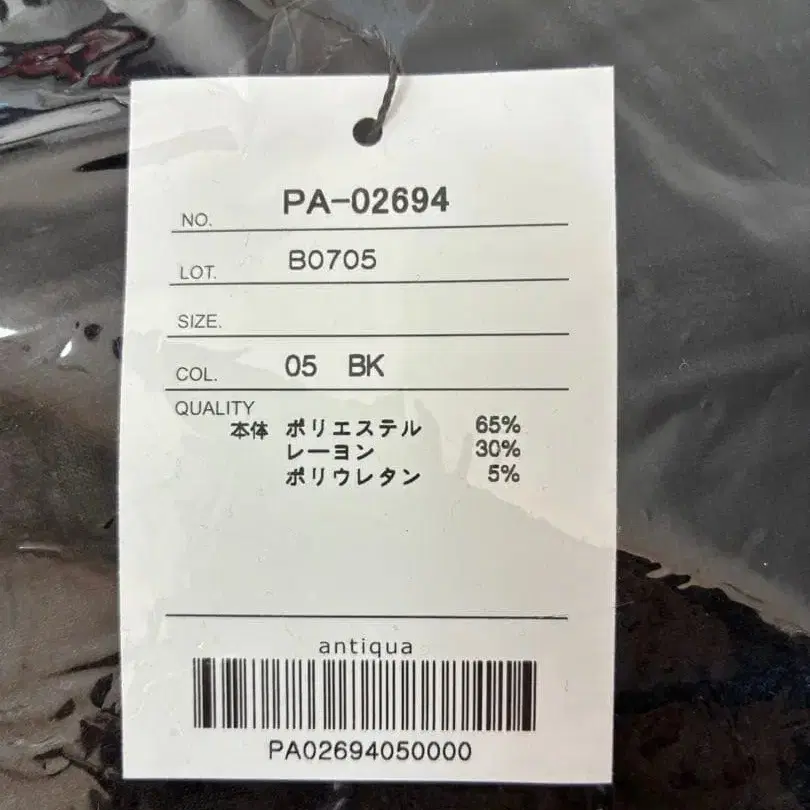 NO. PA-02694
LOT. B0705
SIZE.
COL. 05 BK
QUALITY
本体 ポリエステル 65%
レーヨン 30%
ポリウレタン 5%
antiqua
PA02694050000